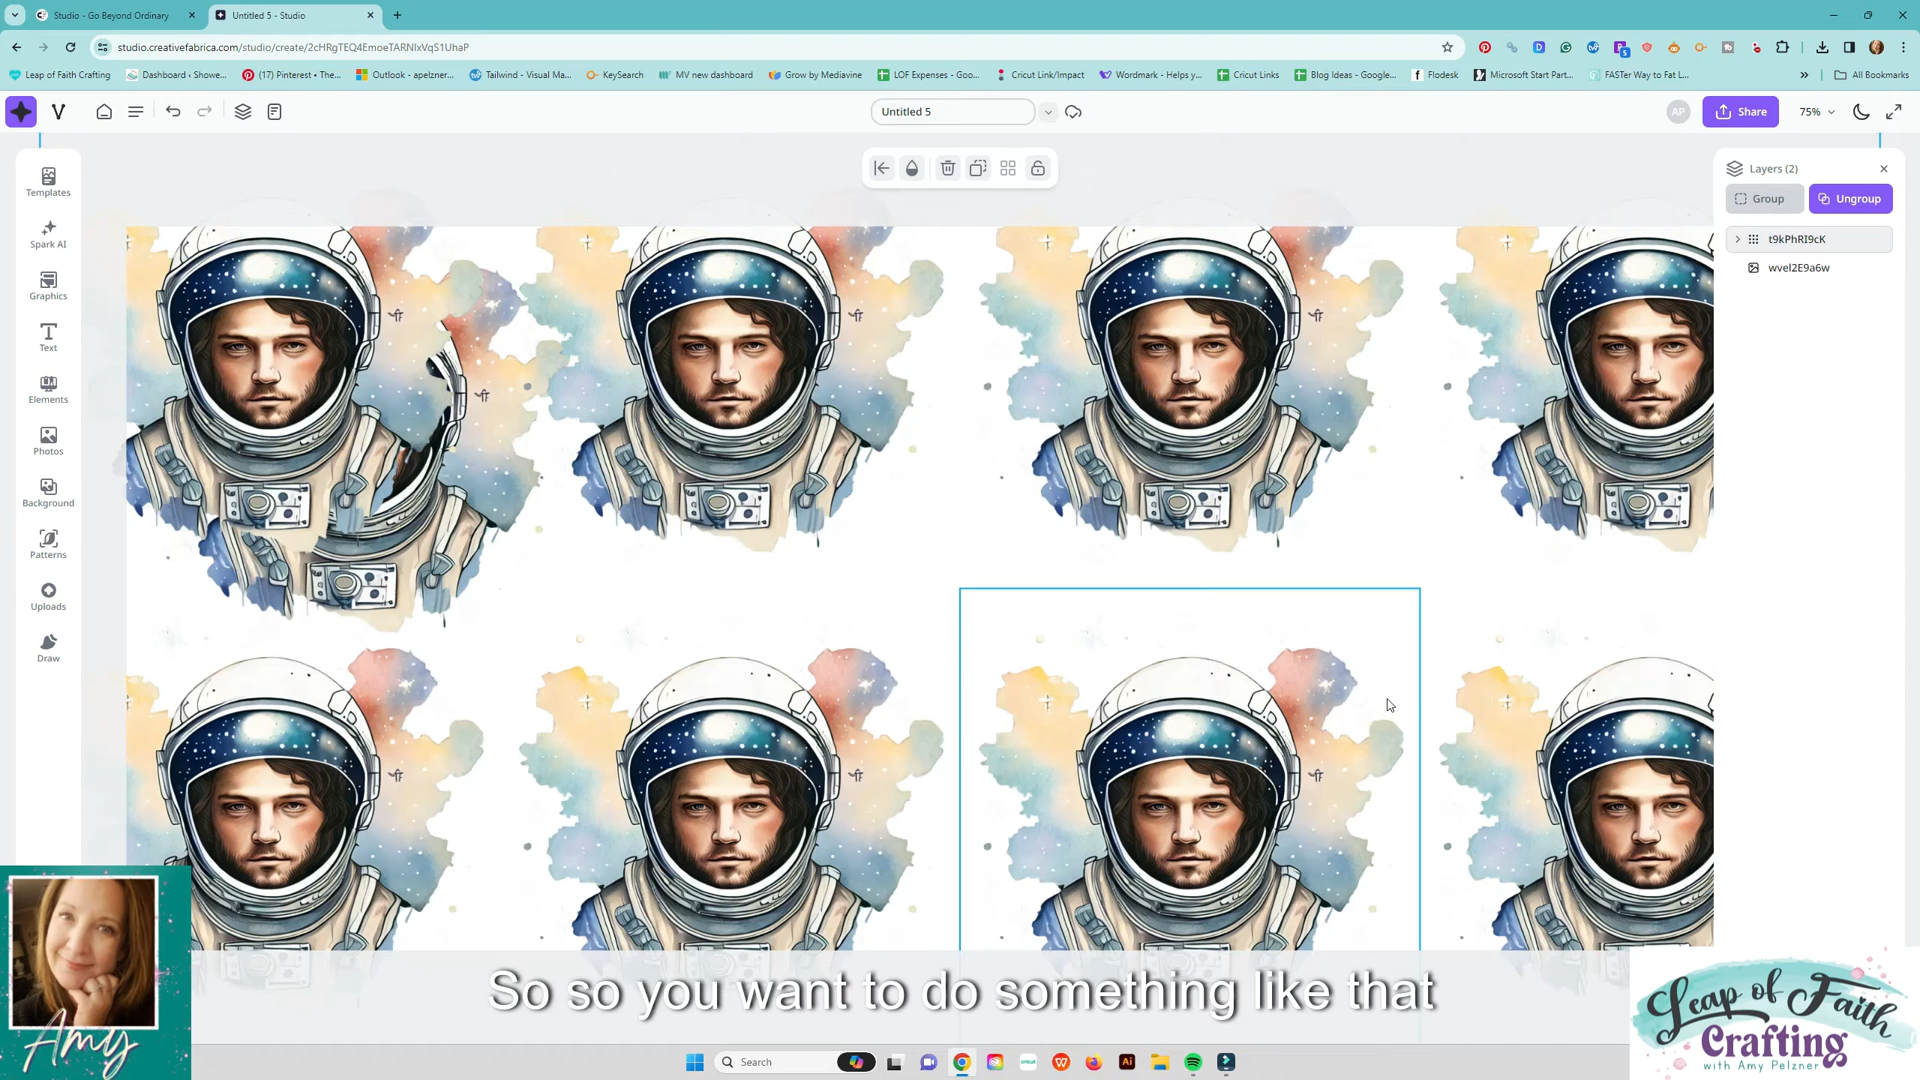 Studio - Go Beyond Ordinary
Untitled 5 - Studio
studio.creativefabrica.com/studio/create/2cHRgTEQ4EmoeTARNlxVqS1UhaP
Leap of Faith Crafting
Dashboard ‹ Showe...
(17) Pinterest • The...
Outlook - apelzner...
Tailwind - Visual Ma...
KeySearch
MV new dashboard
Grow by Mediavine
LOF Expenses - Goo...
Cricut Link/Impact
Wordmark - Helps y...
Cricut Links
Blog Ideas - Google...
Flodesk
Microsoft Start Part...
FASTer Way to Fat L...
All Bookmarks
Untitled 5
AP
Share
75%
Templates
Spark AI
Graphics
Text
Elements
Photos
Background
Patterns
Uploads
Draw
Layers (2)
Group
Ungroup
t9kPhRI9cK
wvel2E9a6w
So so you want to do something like that
Amy
Leap of Faith
Crafting
with Amy Pelzner
Search